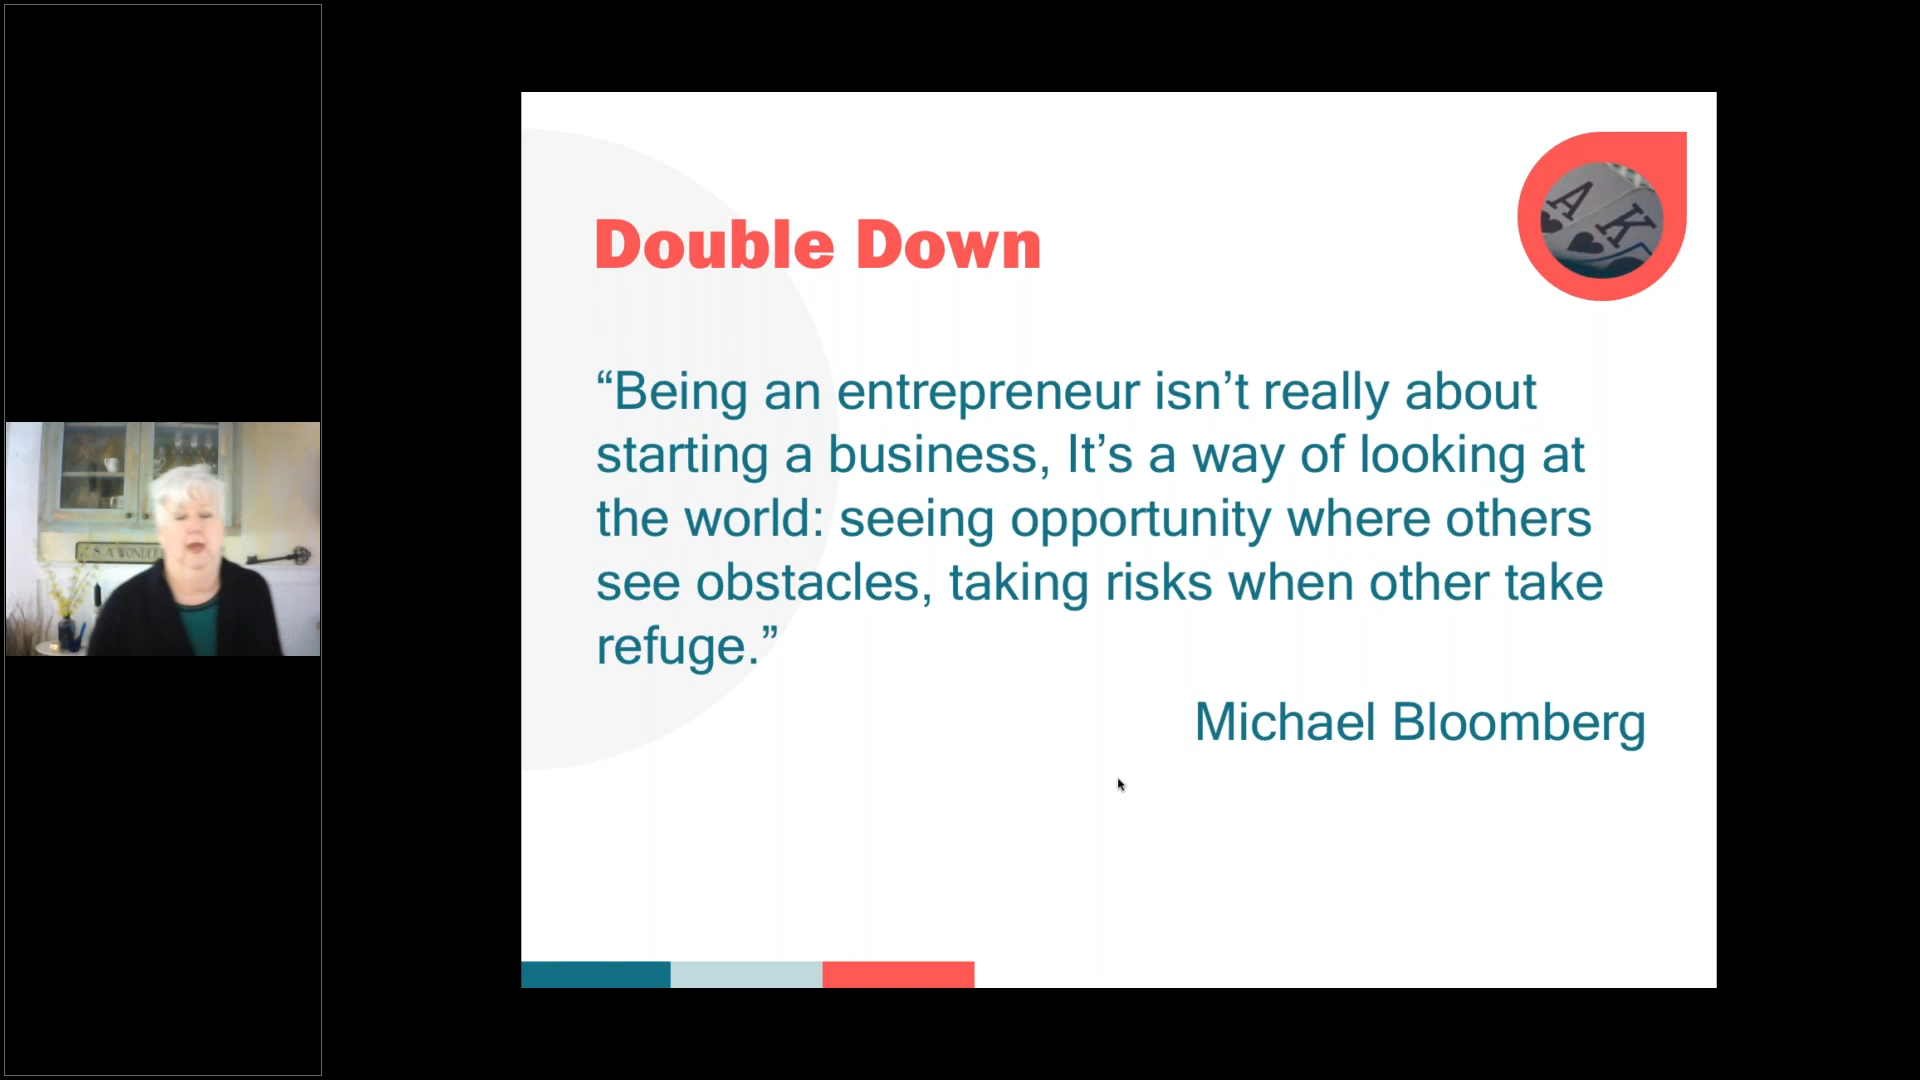 Double Down
“Being an entrepreneur isn’t really about
starting a business, It’s a way of looking at
the world: seeing opportunity where others
see obstacles, taking risks when other take
refuge.”
Michael Bloomberg
A
K
S A WONDER